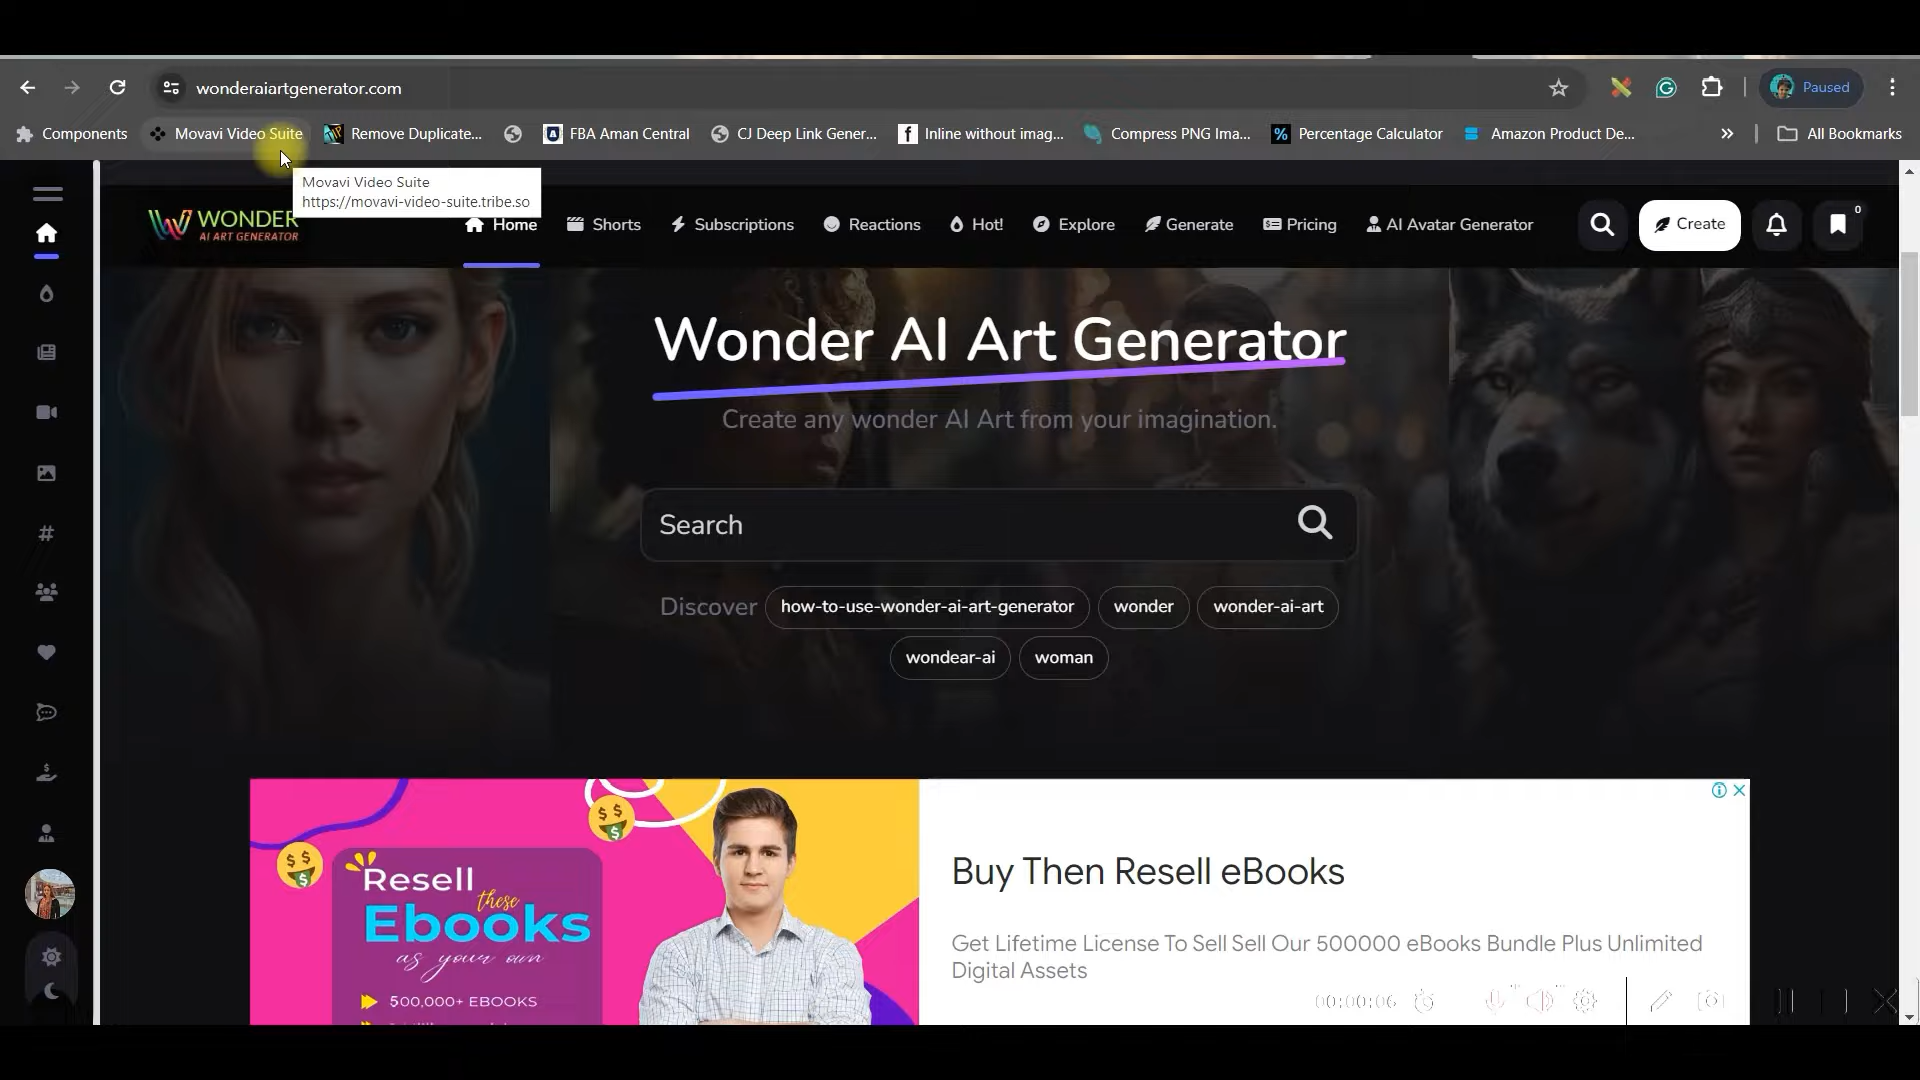 wonderaiartgenerator.com
Paused
Components
Movavi Video Suite
Remove Duplicate...
FBA Aman Central
CJ Deep Link Gener...
Inline without imag...
Compress PNG Ima...
Percentage Calculator
Amazon Product De...
All Bookmarks
Movavi Video Suite
https://movavi-video-suite.tribe.so
WONDER
AI ART GENERATOR
Home
Shorts
Subscriptions
Reactions
Hot!
Explore
Generate
Pricing
AI Avatar Generator
Create
0
Wonder AI Art Generator
Create any wonder AI Art from your imagination.
Search
Discover
how-to-use-wonder-ai-art-generator
wonder
wonder-ai-art
wondear-ai
woman
Resell
these
Ebooks
as your own
500,000+ EBOOKS
Buy Then Resell eBooks
Get Lifetime License To Sell Sell Our 500000 eBooks Bundle Plus Unlimited
Digital Assets
00:00:06